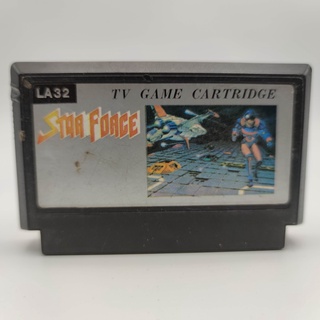 LA32
TV GAME CARTRIDGE
STAR FORCE